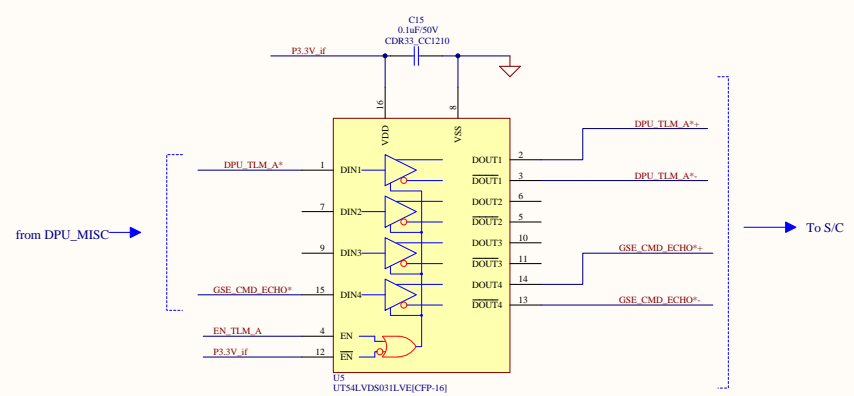 C15
0.1uF/50V
CDR33_CC1210
P3.3V_if
16
8
VDD
VSS
DPU_TLM_A*+
DPU_TLM_A*
1
DIN1
DOUT1
2
DOUT1
3
DPU_TLM_A*-
7
DIN2
DOUT2
6
DOUT2
5
from DPU_MISC
To S/C
9
DIN3
DOUT3
10
DOUT3
11
GSE_CMD_ECHO*+
GSE_CMD_ECHO*
15
DIN4
DOUT4
14
DOUT4
13
GSE_CMD_ECHO*-
EN_TLM_A
4
EN
P3.3V_if
12
EN
U5
UT54LVDS031LVE[CFP-16]